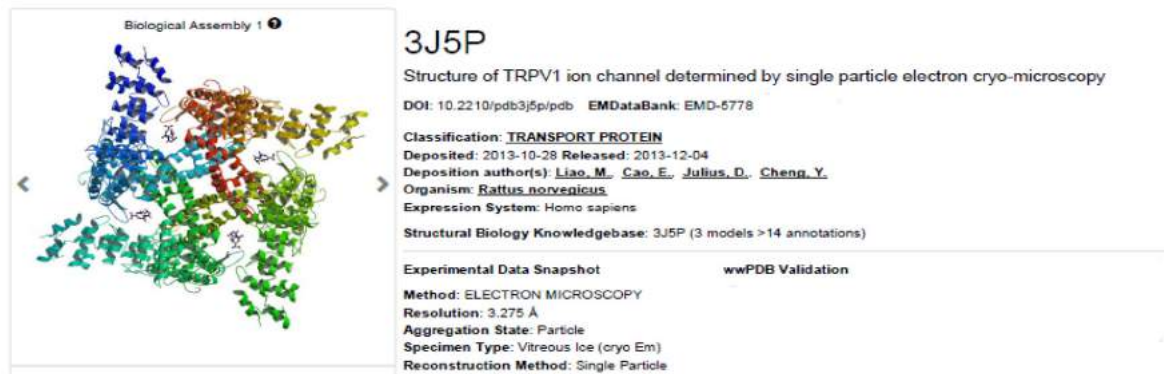 Biological Assembly 1 ?
3J5P
Structure of TRPV1 ion channel determined by single particle electron cryo-microscopy
DOI: 10.2210/pdb3j5p/pdb EMDataBank: EMD-5778
Classification: TRANSPORT PROTEIN
Deposited: 2013-10-28 Released: 2013-12-04
Deposition author(s): Liao, M., Cao, E., Julius, D., Cheng, Y.
Organism: Rattus norvegicus
Expression System: Homo sapiens
Structural Biology Knowledgebase: 3J5P (3 models >14 annotations)
Experimental Data Snapshot wwPDB Validation
Method: ELECTRON MICROSCOPY
Resolution: 3.275 Å
Aggregation State: Particle
Specimen Type: Vitreous Ice (cryo Em)
Reconstruction Method: Single Particle